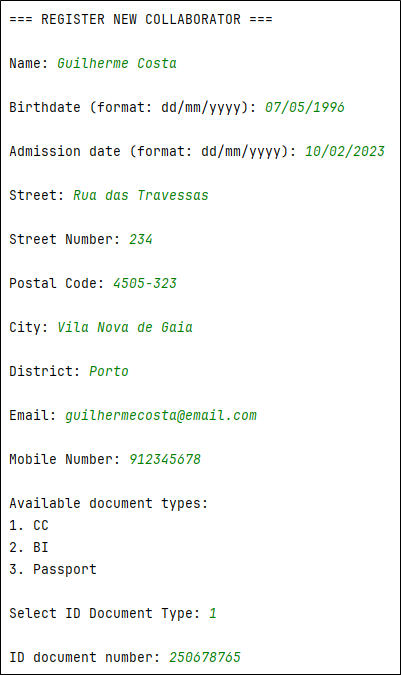 === REGISTER NEW COLLABORATOR ===
Name: Guilherme Costa
Birthdate (format: dd/mm/yyyy): 07/05/1996
Admission date (format: dd/mm/yyyy): 10/02/2023
Street: Rua das Travessas
Street Number: 234
Postal Code: 4505-323
City: Vila Nova de Gaia
District: Porto
Email: guilhermecosta@email.com
Mobile Number: 912345678
Available document types:
1. CC
2. BI
3. Passport
Select ID Document Type: 1
ID document number: 250678765